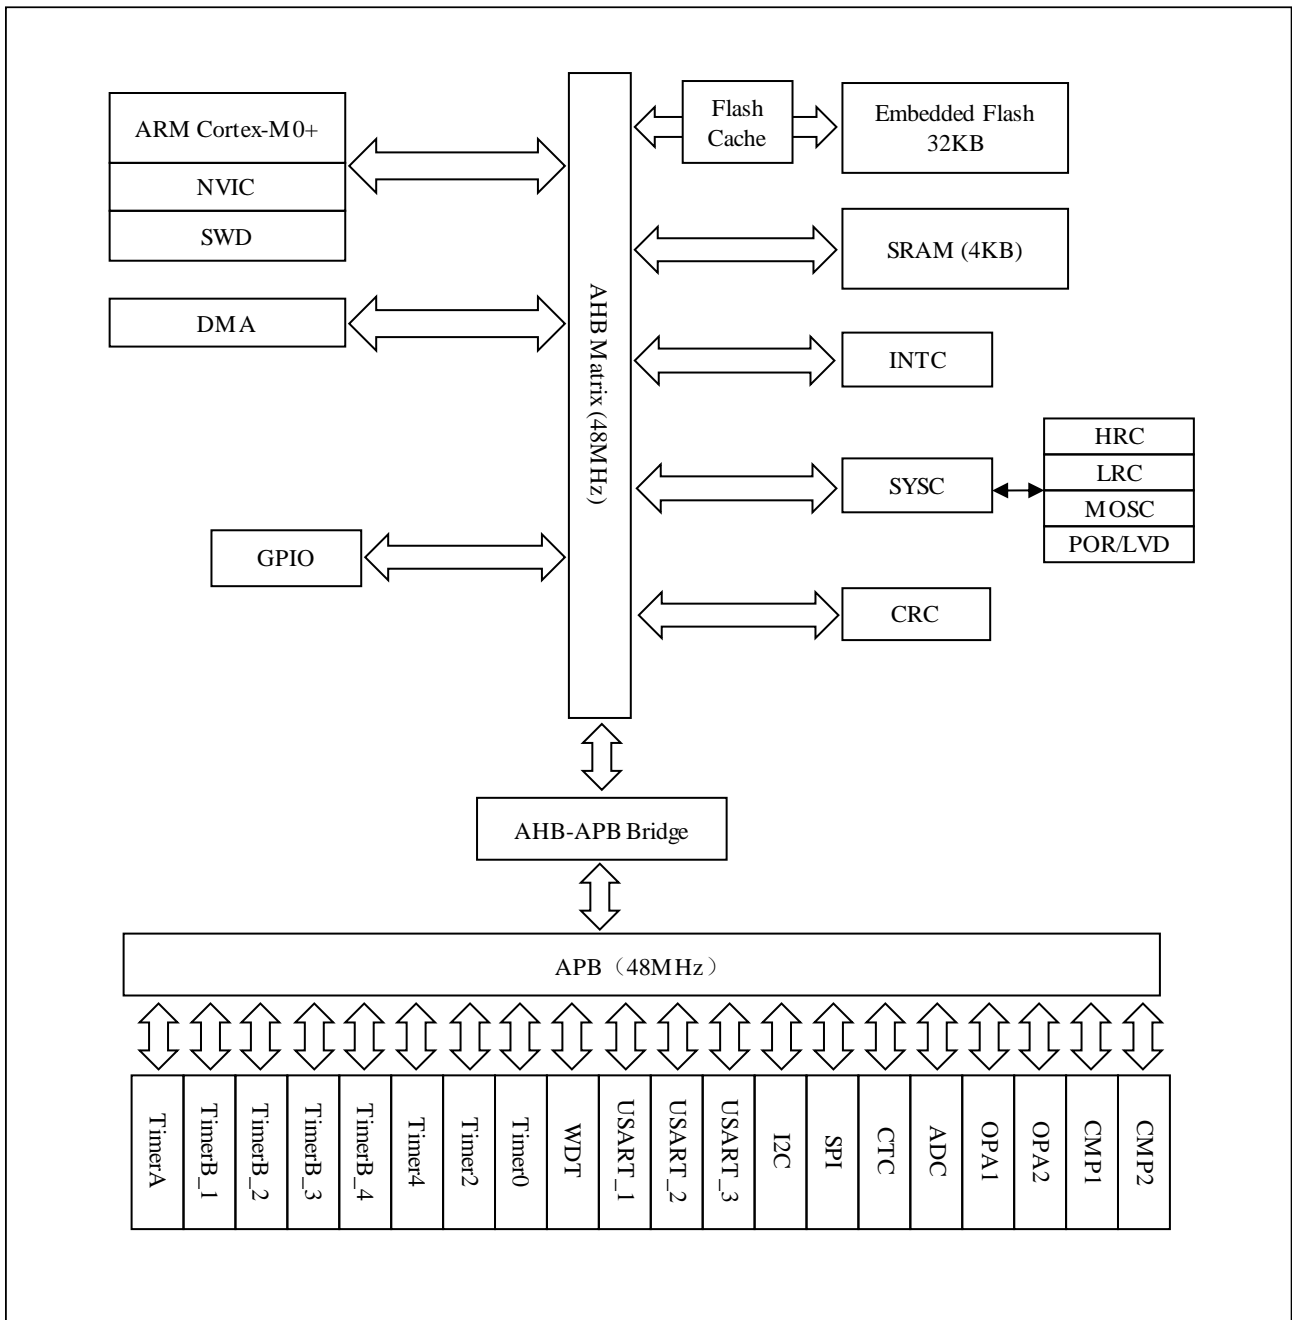 ARM Cortex-M0+
NVIC
SWD
DMA
GPIO
AHB Matrix (48MHz)
Flash
Cache
Embedded Flash
32KB
SRAM (4KB)
INTC
SYSC
HRC
LRC
MOSC
POR/LVD
CRC
AHB-APB Bridge
APB（48MHz）
TimerA
TimerB_1
TimerB_2
TimerB_3
TimerB_4
Timer4
Timer2
Timer0
WDT
USART_1
USART_2
USART_3
I2C
SPI
CTC
ADC
OPA1
OPA2
CMP1
CMP2